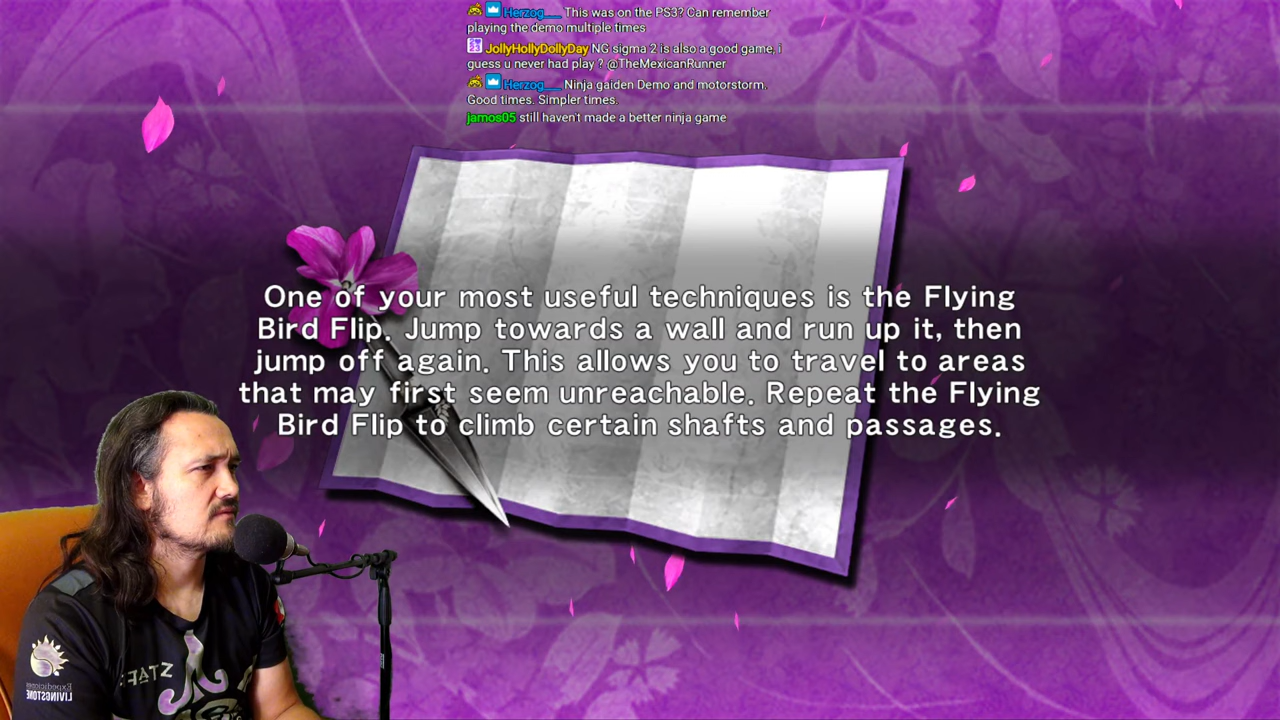 Herzog___ This was on the PS3? Can remember
playing the demo multiple times
JollyHollyDollyDay NG sigma 2 is also a good game, i
guess u never had play ? @TheMexicanRunner
Herzog___ Ninja gaiden Demo and motorstorm.
Good times. Simpler times.
jamos05 still haven't made a better ninja game
One of your most useful techniques is the Flying
Bird Flip. Jump towards a wall and run up it, then
jump off again. This allows you to travel to areas
that may first seem unreachable. Repeat the Flying
Bird Flip to climb certain shafts and passages.
STAFF
Expediciones
LIVINGSTONE